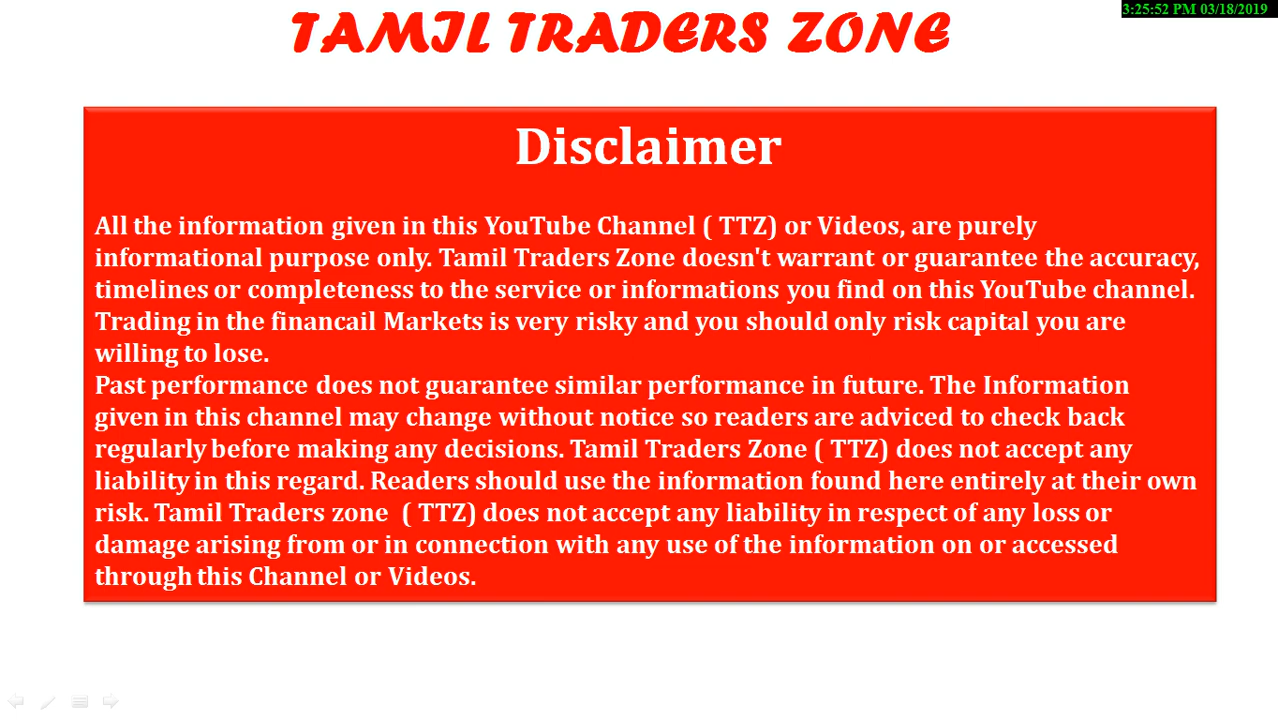 3:25:52 PM 03/18/2019
TAMIL TRADERS ZONE
Disclaimer
All the information given in this YouTube Channel ( TTZ) or Videos, are purely
informational purpose only. Tamil Traders Zone doesn't warrant or guarantee the accuracy,
timelines or completeness to the service or informations you find on this YouTube channel.
Trading in the financail Markets is very risky and you should only risk capital you are
willing to lose.
Past performance does not guarantee similar performance in future. The Information
given in this channel may change without notice so readers are adviced to check back
regularly before making any decisions. Tamil Traders Zone ( TTZ) does not accept any
liability in this regard. Readers should use the information found here entirely at their own
risk. Tamil Traders zone  ( TTZ) does not accept any liability in respect of any loss or
damage arising from or in connection with any use of the information on or accessed
through this Channel or Videos.